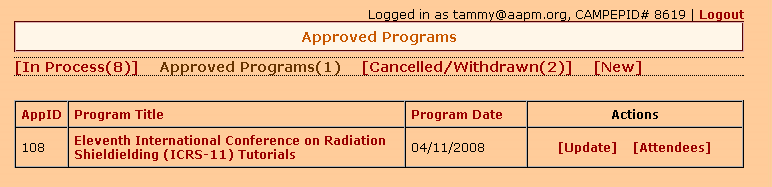 Logged in as tammy@aapm.org, CAMPEPID# 8619 | Logout
Approved Programs
[In Process(8)] Approved Programs(1) [Cancelled/Withdrawn(2)] [New]
AppID Program Title Program Date Actions
108 Eleventh International Conference on Radiation Shieldielding (ICRS-11) Tutorials 04/11/2008 [Update] [Attendees]